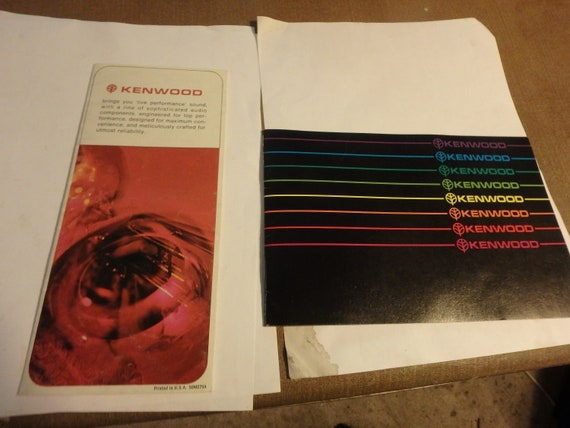 KENWOOD
brings you 'live performance' sound,
with a line of sophisticated audio
components, engineered for top per-
formance, designed for maximum con-
venience, and meticulously crafted for
utmost reliability.
Printed in U.S.A.
KENWOOD
KENWOOD
KENWOOD
KENWOOD
KENWOOD
KENWOOD
KENWOOD
KENWOOD